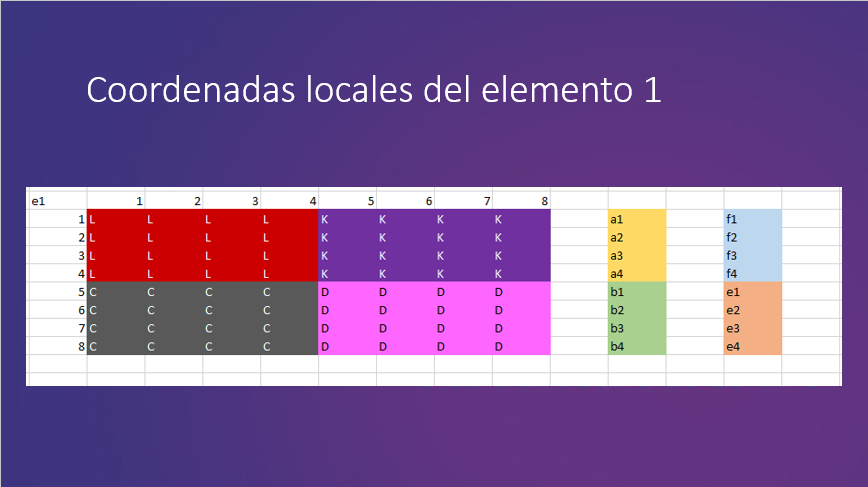 Coordenadas locales del elemento 1
e1 1 2 3 4 5 6 7 8
1 L L L L K K K K a1 f1
2 L L L L K K K K a2 f2
3 L L L L K K K K a3 f3
4 L L L L K K K K a4 f4
5 C C C C D D D D b1 e1
6 C C C C D D D D b2 e2
7 C C C C D D D D b3 e3
8 C C C C D D D D b4 e4